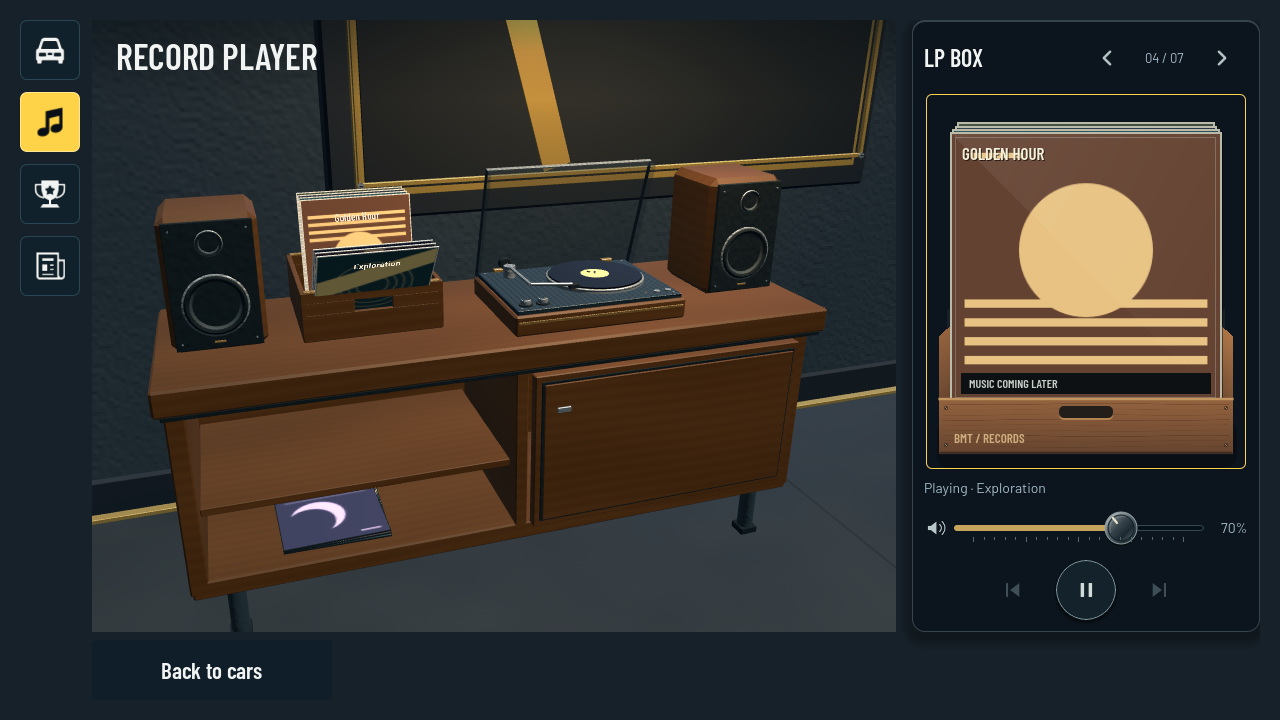 RECORD PLAYER
LP BOX
04 / 07
GOLDEN HOUR
MUSIC COMING LATER
BMT / RECORDS
Golden Hour
Exploration
Playing · Exploration
70%
Back to cars